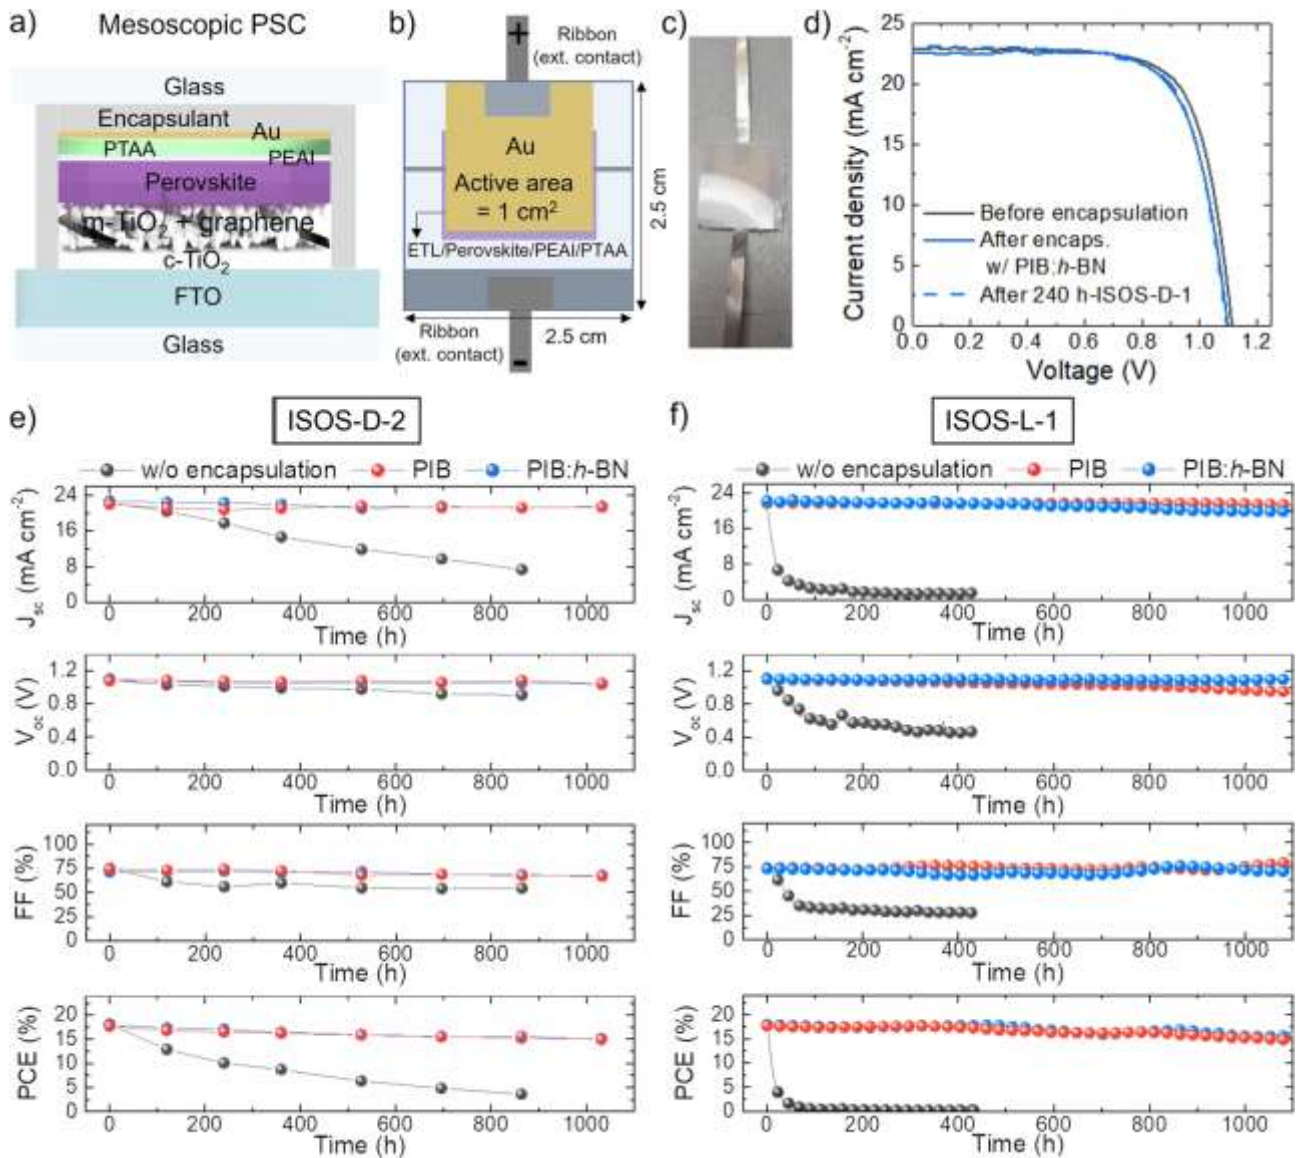 a) Mesoscopic PSC
Glass
Encapsulant
Au
PTAA
PEAI
Perovskite
m-TiO₂ + graphene
c-TiO₂
FTO
Glass
b)
+
Ribbon
(ext. contact)
Au
Active area
= 1 cm²
ETL/Perovskite/PEAI/PTAA
2.5 cm
Ribbon
(ext. contact)
2.5 cm
-
c)
d)
Current density (mA cm⁻²)
25
20
15
10
5
0
Before encapsulation
After encaps.
w/ PIB:h-BN
After 240 h-ISOS-D-1
0.0 0.2 0.4 0.6 0.8 1.0 1.2
Voltage (V)
e) ISOS-D-2
w/o encapsulation PIB PIB:h-BN
J_sc (mA cm⁻²)
24
16
8
0
0 200 400 600 800 1000
Time (h)
V_oc (V)
1.2
0.8
0.4
0.0
0 200 400 600 800 1000
Time (h)
FF (%)
100
75
50
25
0
0 200 400 600 800 1000
Time (h)
PCE (%)
20
15
10
5
0
0 200 400 600 800 1000
Time (h)
f) ISOS-L-1
w/o encapsulation PIB PIB:h-BN
J_sc (mA cm⁻²)
24
16
8
0
0 200 400 600 800 1000
Time (h)
V_oc (V)
1.2
0.8
0.4
0.0
0 200 400 600 800 1000
Time (h)
FF (%)
100
75
50
25
0
0 200 400 600 800 1000
Time (h)
PCE (%)
20
15
10
5
0
0 200 400 600 800 1000
Time (h)